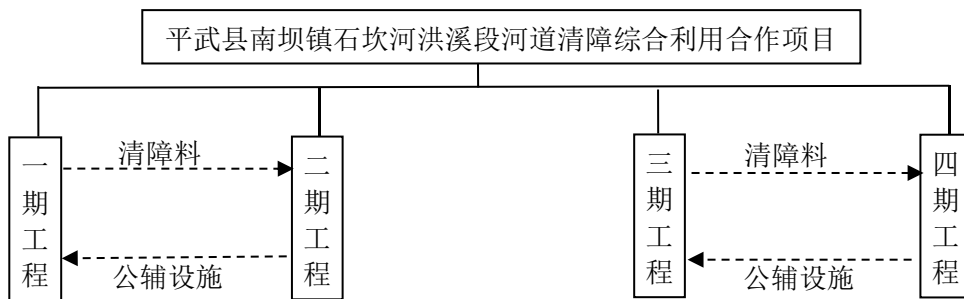 平武县南坝镇石坎河洪溪段河道清障综合利用合作项目
一期工程
清障料
公辅设施
二期工程
三期工程
清障料
公辅设施
四期工程